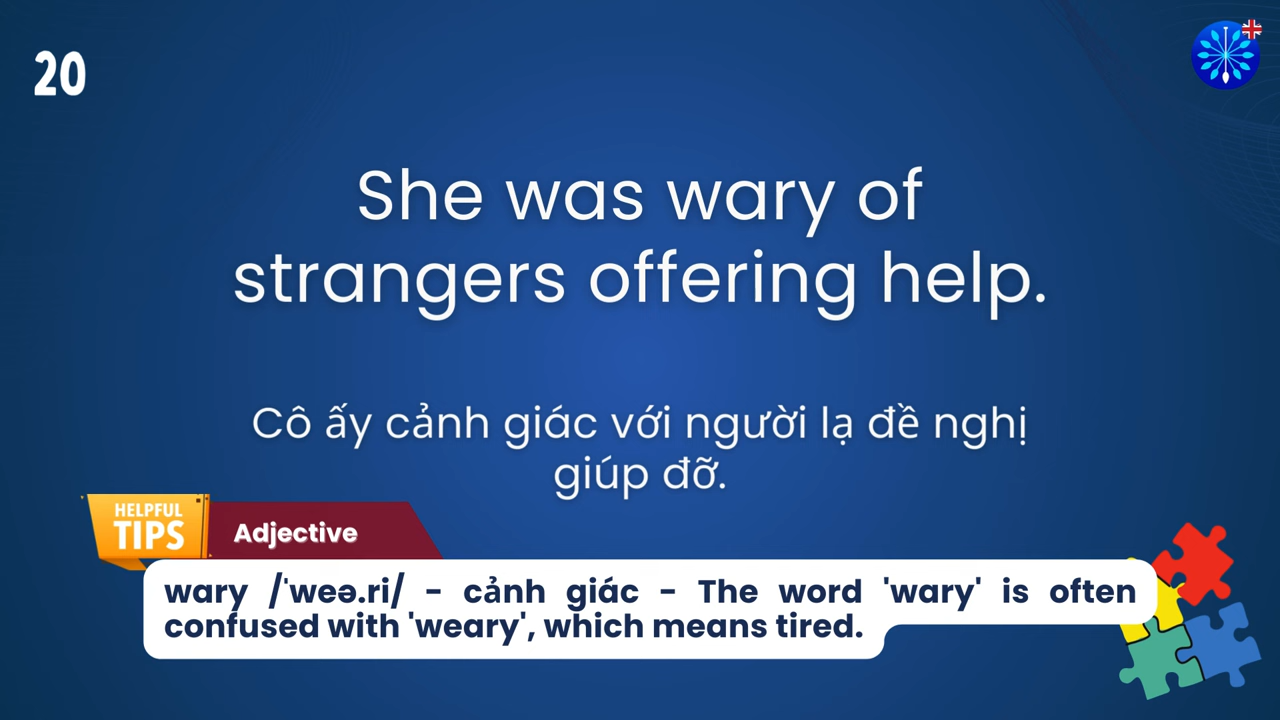 20
She was wary of
strangers offering help.
Cô ấy cảnh giác với người lạ đề nghị
giúp đỡ.
HELPFUL
TIPS
Adjective
wary /ˈweə.ri/ - cảnh giác - The word 'wary' is often
confused with 'weary', which means tired.